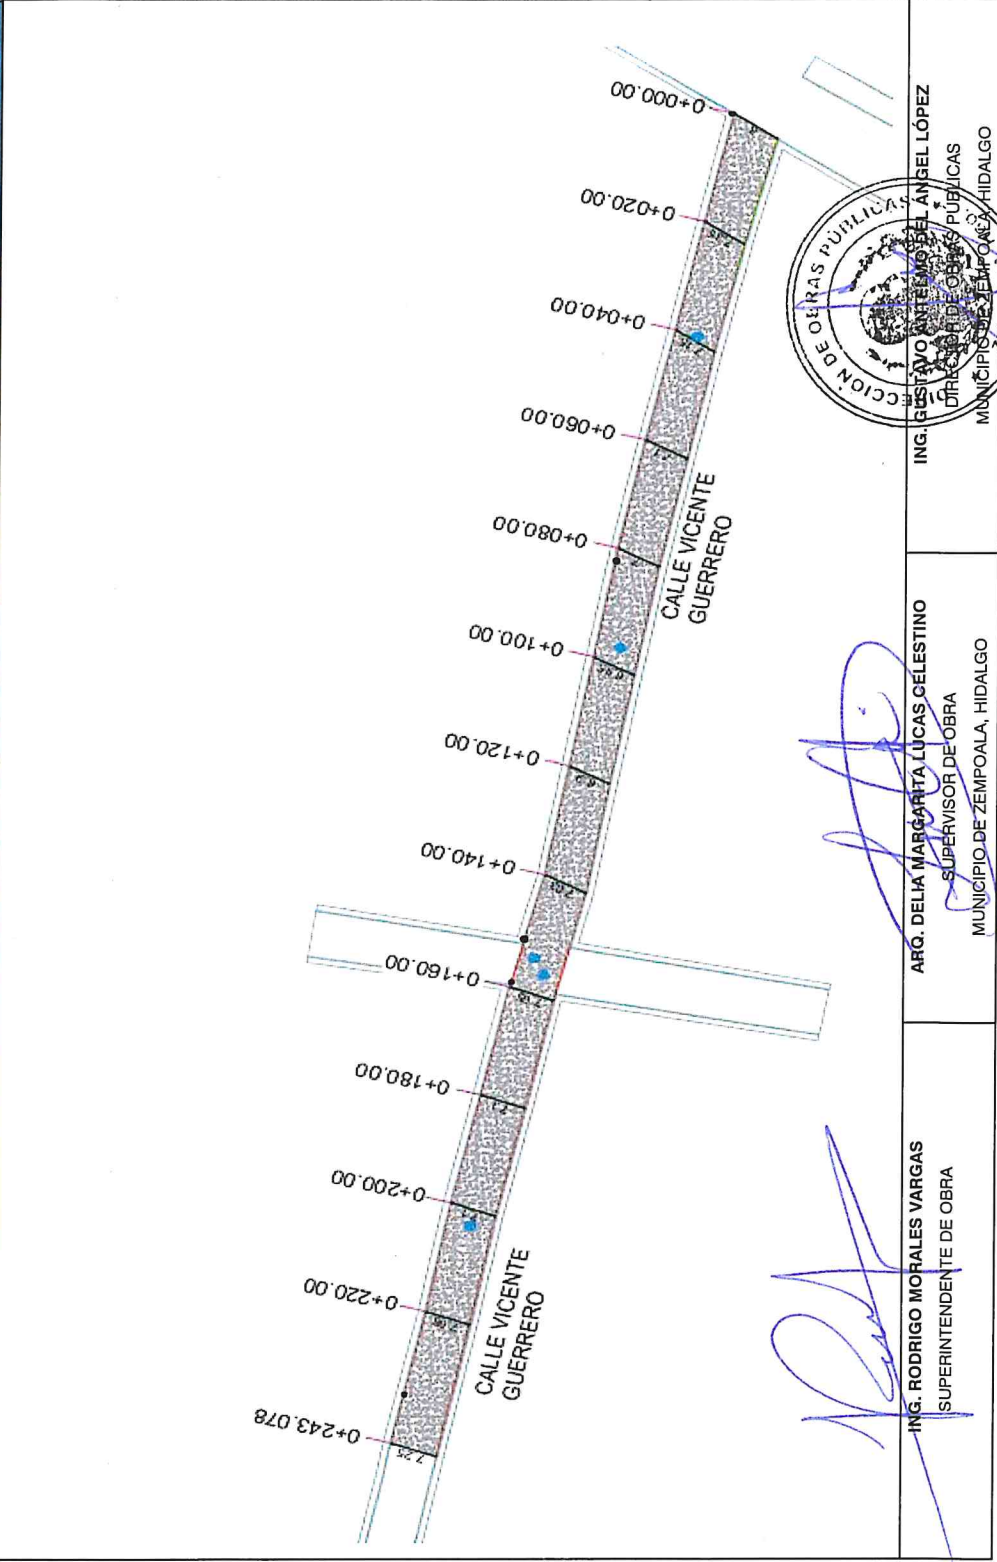 0+000.00
0+020.00
0+040.00
0+060.00
0+080.00
0+100.00
0+120.00
0+140.00
0+160.00
0+180.00
0+200.00
0+220.00
0+243.078
7.25
CALLE VICENTE
GUERRERO
CALLE VICENTE
GUERRERO
ING. RODRIGO MORALES VARGAS
SUPERINTENDENTE DE OBRA
ARQ. DELIA MARGARITA LUCAS CELESTINO
SUPERVISOR DE OBRA
MUNICIPIO DE ZEMPOALA, HIDALGO
ING. GUSTAVO ANTELMO DEL ÁNGEL LÓPEZ
DIRECTOR DE OBRAS PÚBLICAS
MUNICIPIO DE ZEMPOALA, HIDALGO
DIRECCIÓN DE OBRAS PÚBLICAS